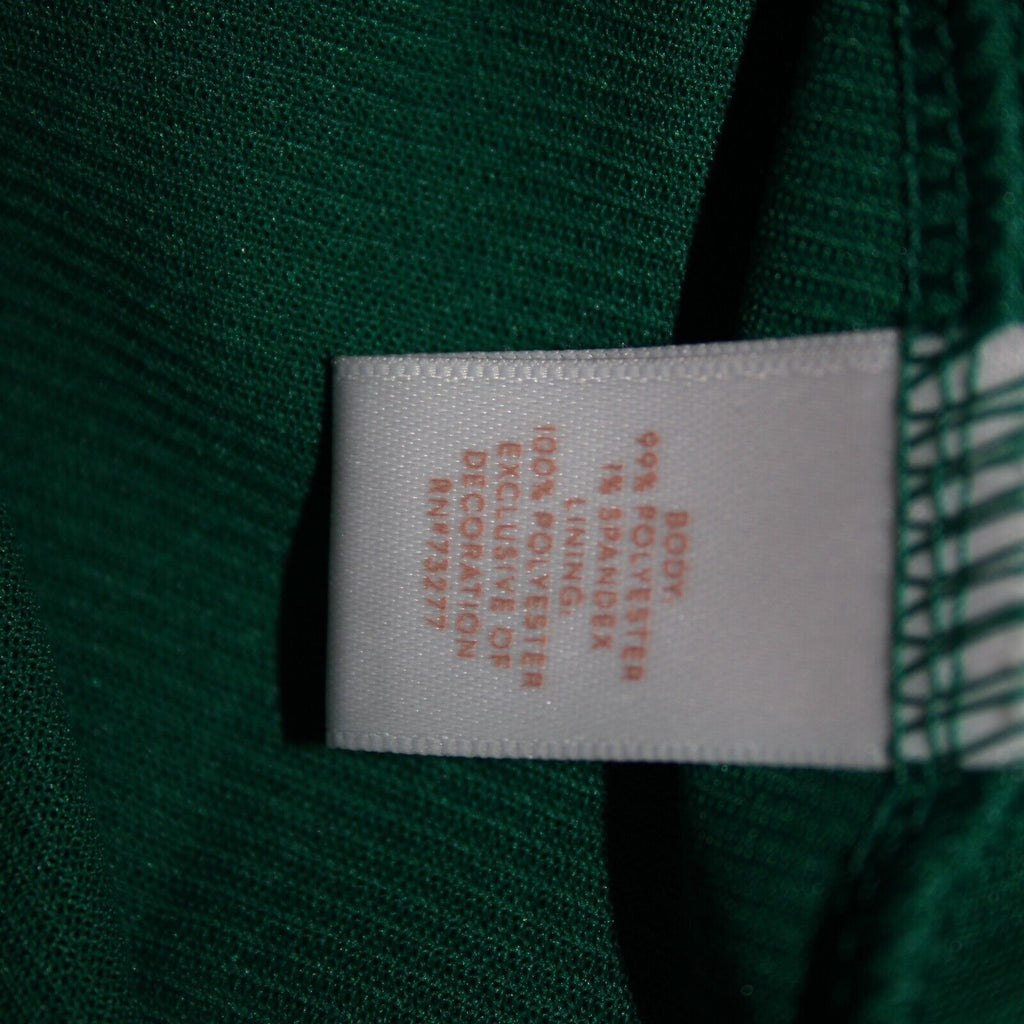 BODY,
99% POLYESTER
1% SPANDEX
LINING,
100% POLYESTER
EXCLUSIVE OF
DECORATION
RN#73277